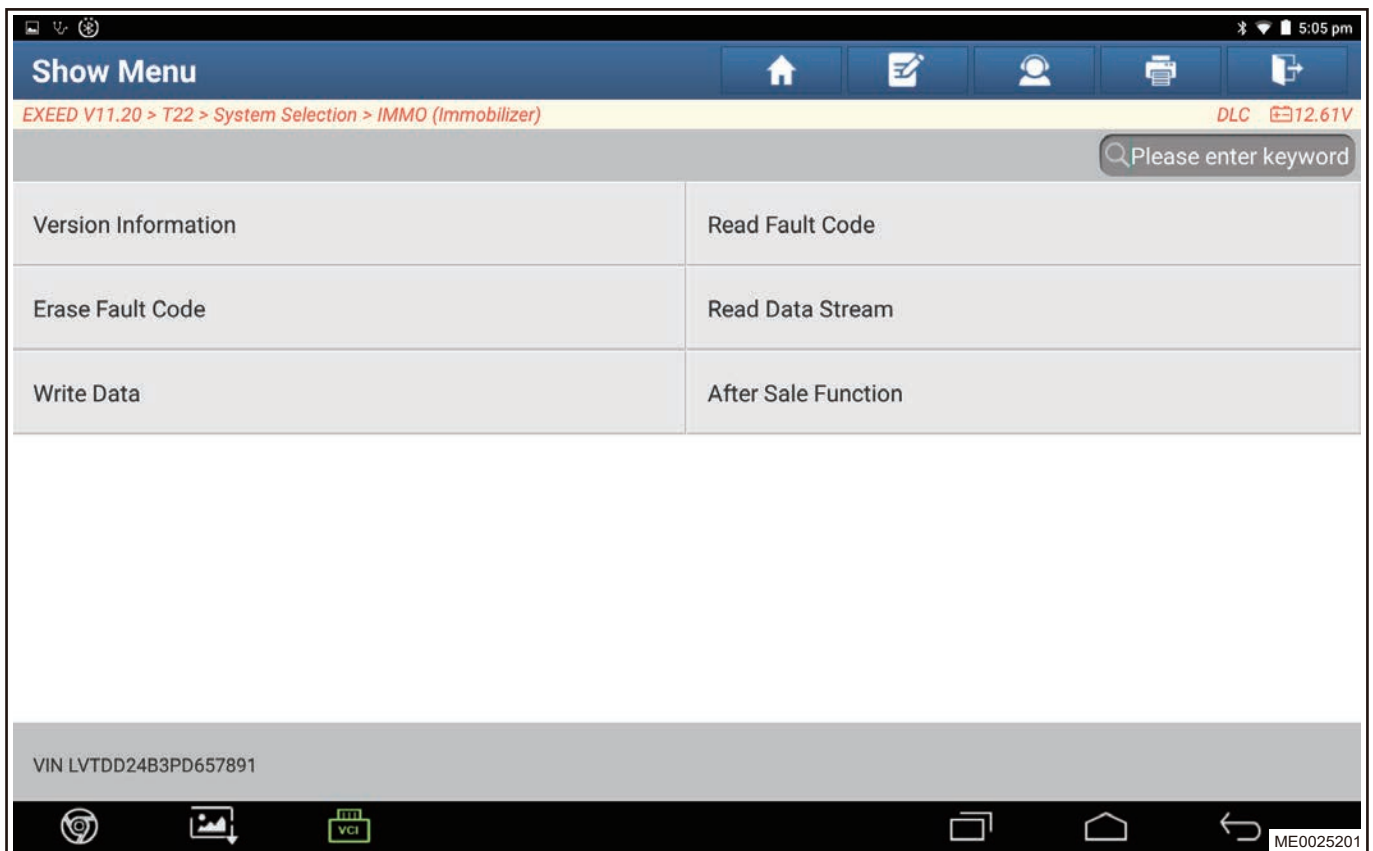 5:05 pm
Show Menu
EXEED V11.20 > T22 > System Selection > IMMO (Immobilizer)
DLC 12.61V
Please enter keyword
Version Information
Read Fault Code
Erase Fault Code
Read Data Stream
Write Data
After Sale Function
VIN LVTDD24B3PD657891
VCI
ME0025201